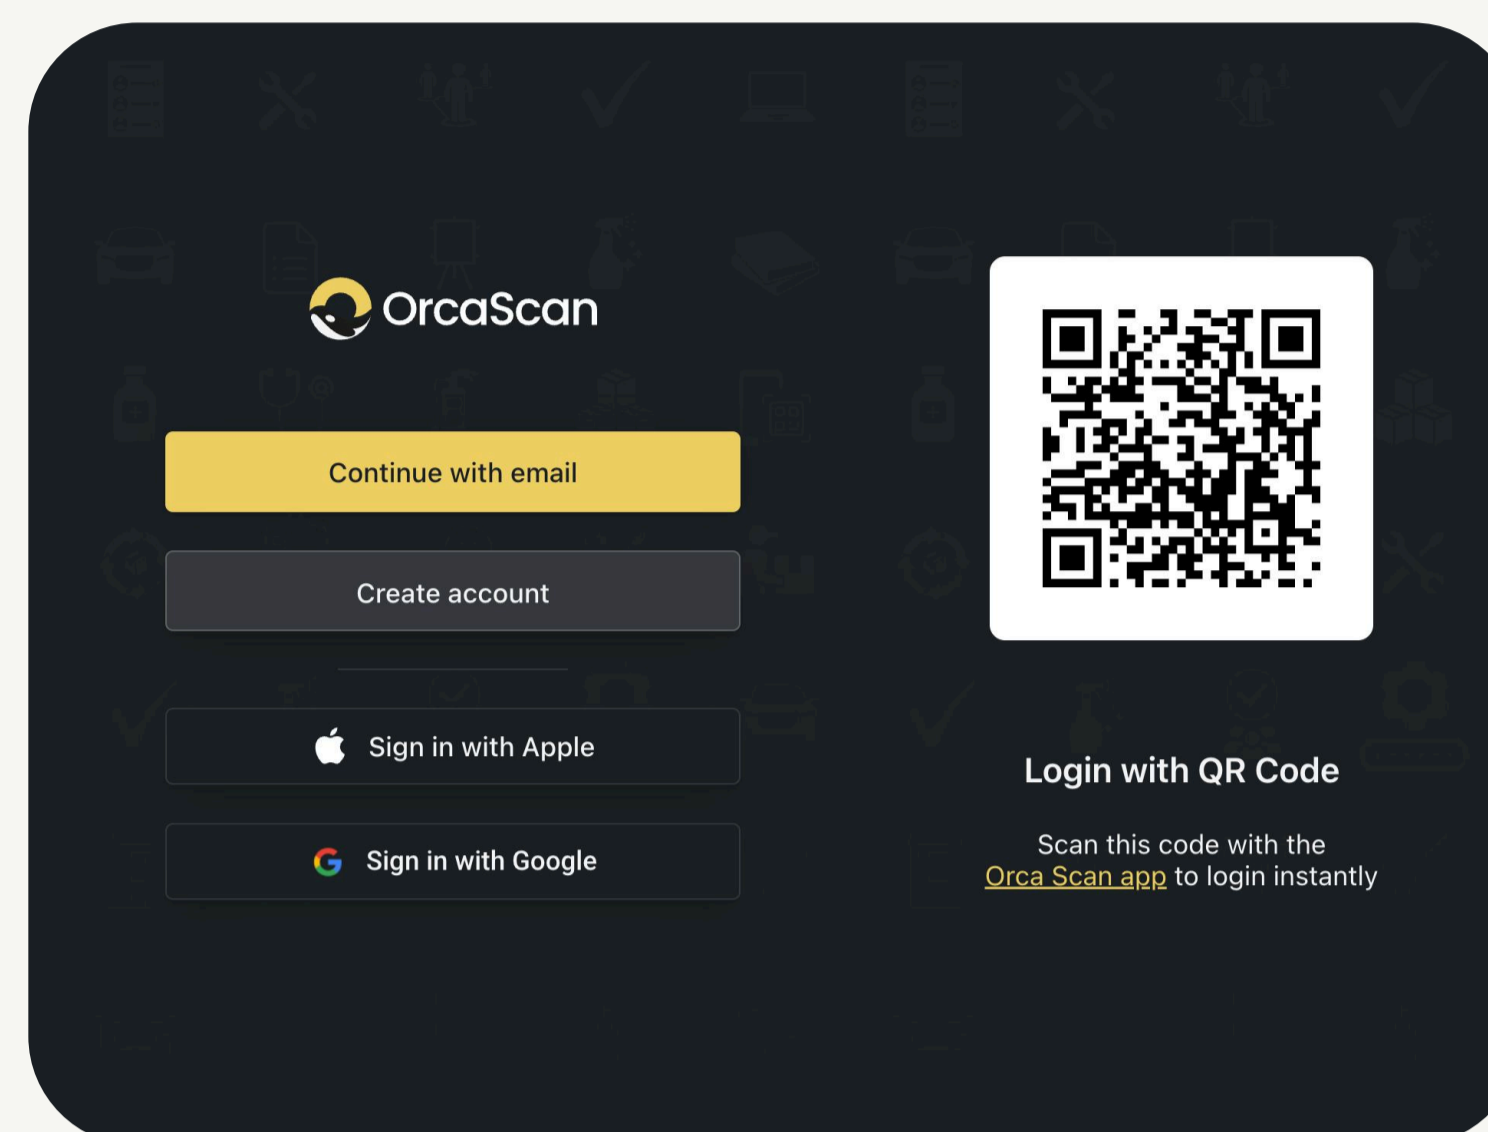 OrcaScan
Continue with email
Create account
Sign in with Apple
Sign in with Google
Login with QR Code
Scan this code with the
Orca Scan app to login instantly